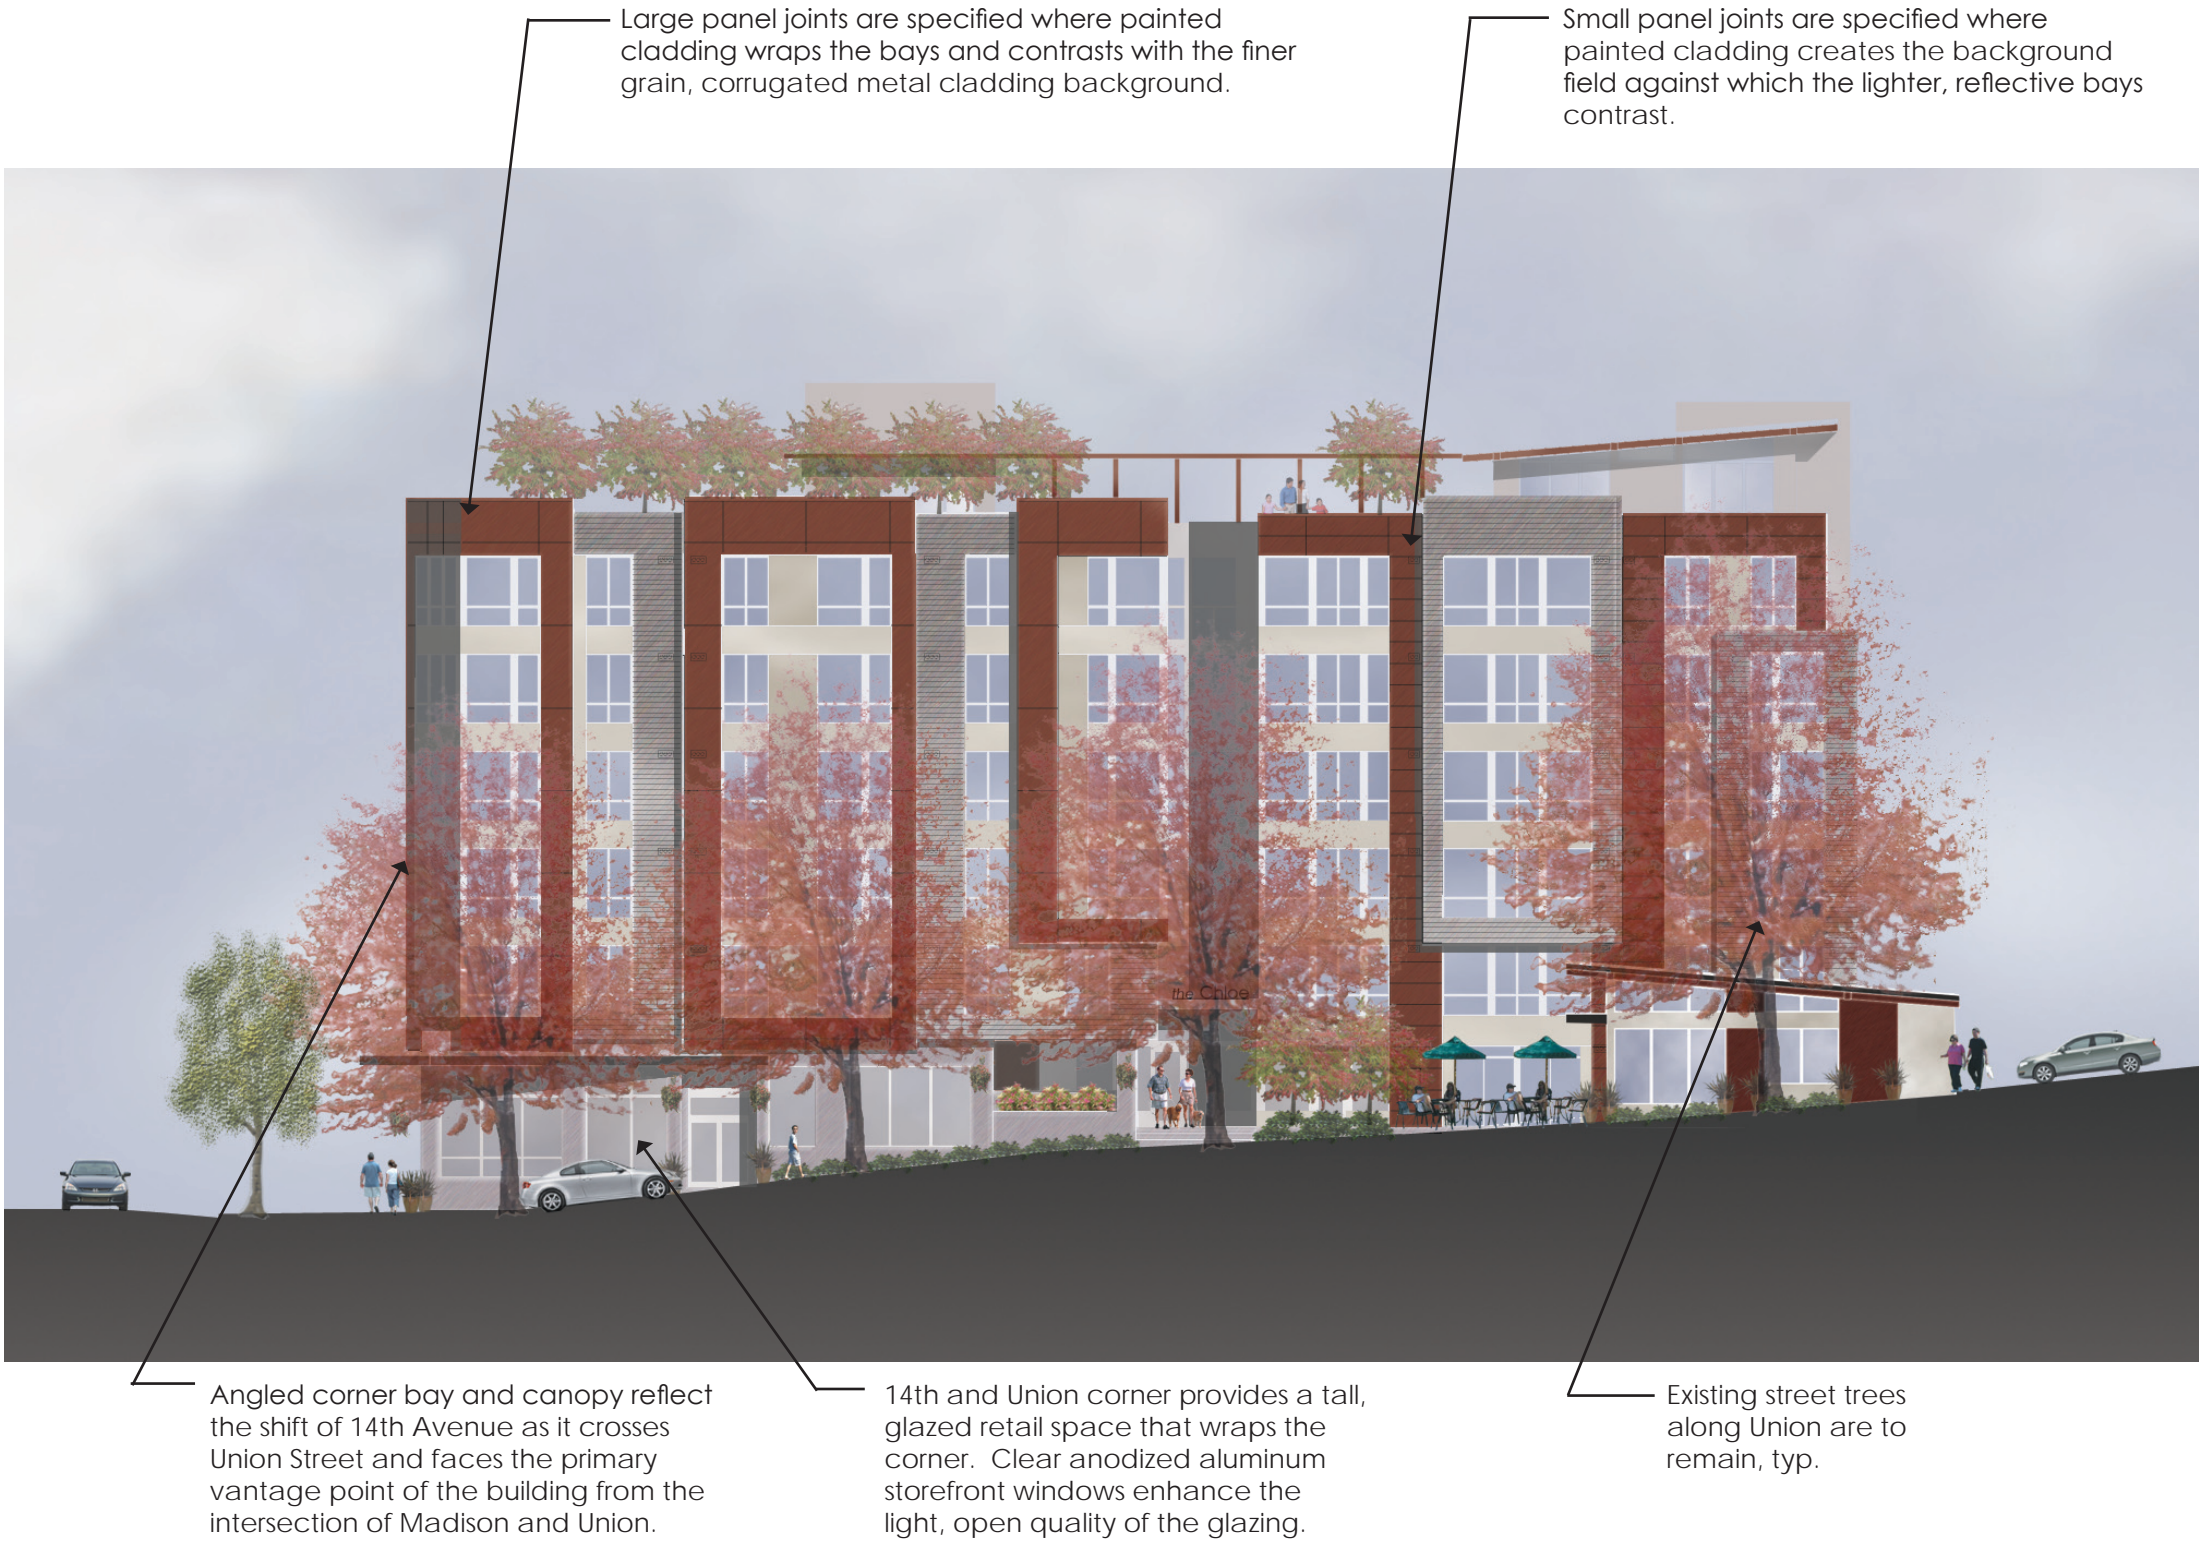 Large panel joints are specified where painted
cladding wraps the bays and contrasts with the finer
grain, corrugated metal cladding background.
Small panel joints are specified where
painted cladding creates the background
field against which the lighter, reflective bays
contrast.
the Chloe
Angled corner bay and canopy reflect
the shift of 14th Avenue as it crosses
Union Street and faces the primary
vantage point of the building from the
intersection of Madison and Union.
14th and Union corner provides a tall,
glazed retail space that wraps the
corner.  Clear anodized aluminum
storefront windows enhance the
light, open quality of the glazing.
Existing street trees
along Union are to
remain, typ.